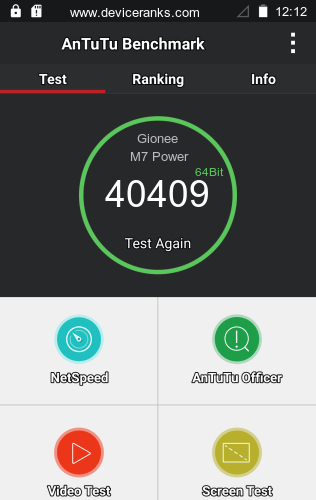 www.deviceranks.com 12:12
AnTuTu Benchmark
Test Ranking Info
Gionee
M7 Power
64Bit
40409
Test Again
NetSpeed AnTuTu Officer
Video Test Screen Test